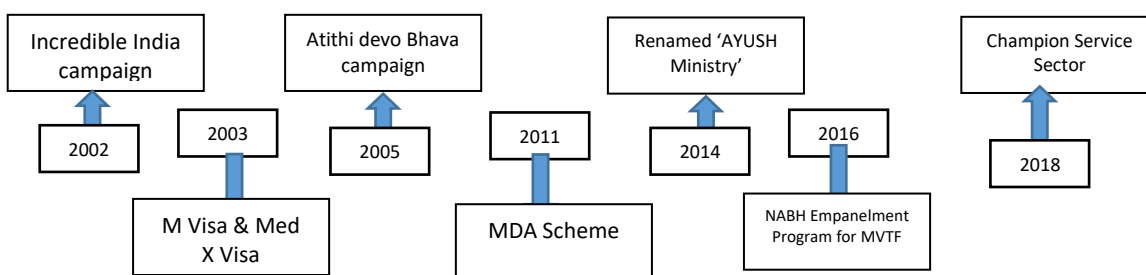 Incredible India
campaign
2002
2003
M Visa & Med
X Visa
Atithi devo Bhava
campaign
2005
2011
MDA Scheme
Renamed ‘AYUSH
Ministry’
2014
2016
NABH Empanelment
Program for MVTF
Champion Service
Sector
2018